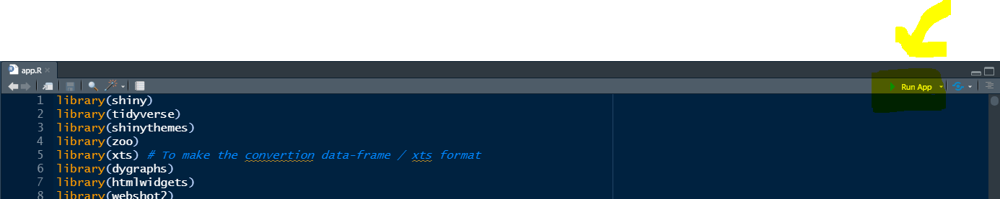 app.R
Run App
1 library(shiny)
2 library(tidyverse)
3 library(shinythemes)
4 library(zoo)
5 library(xts) # To make the convertion data-frame / xts format
6 library(dygraphs)
7 library(htmlwidgets)
8 library(webshot2)